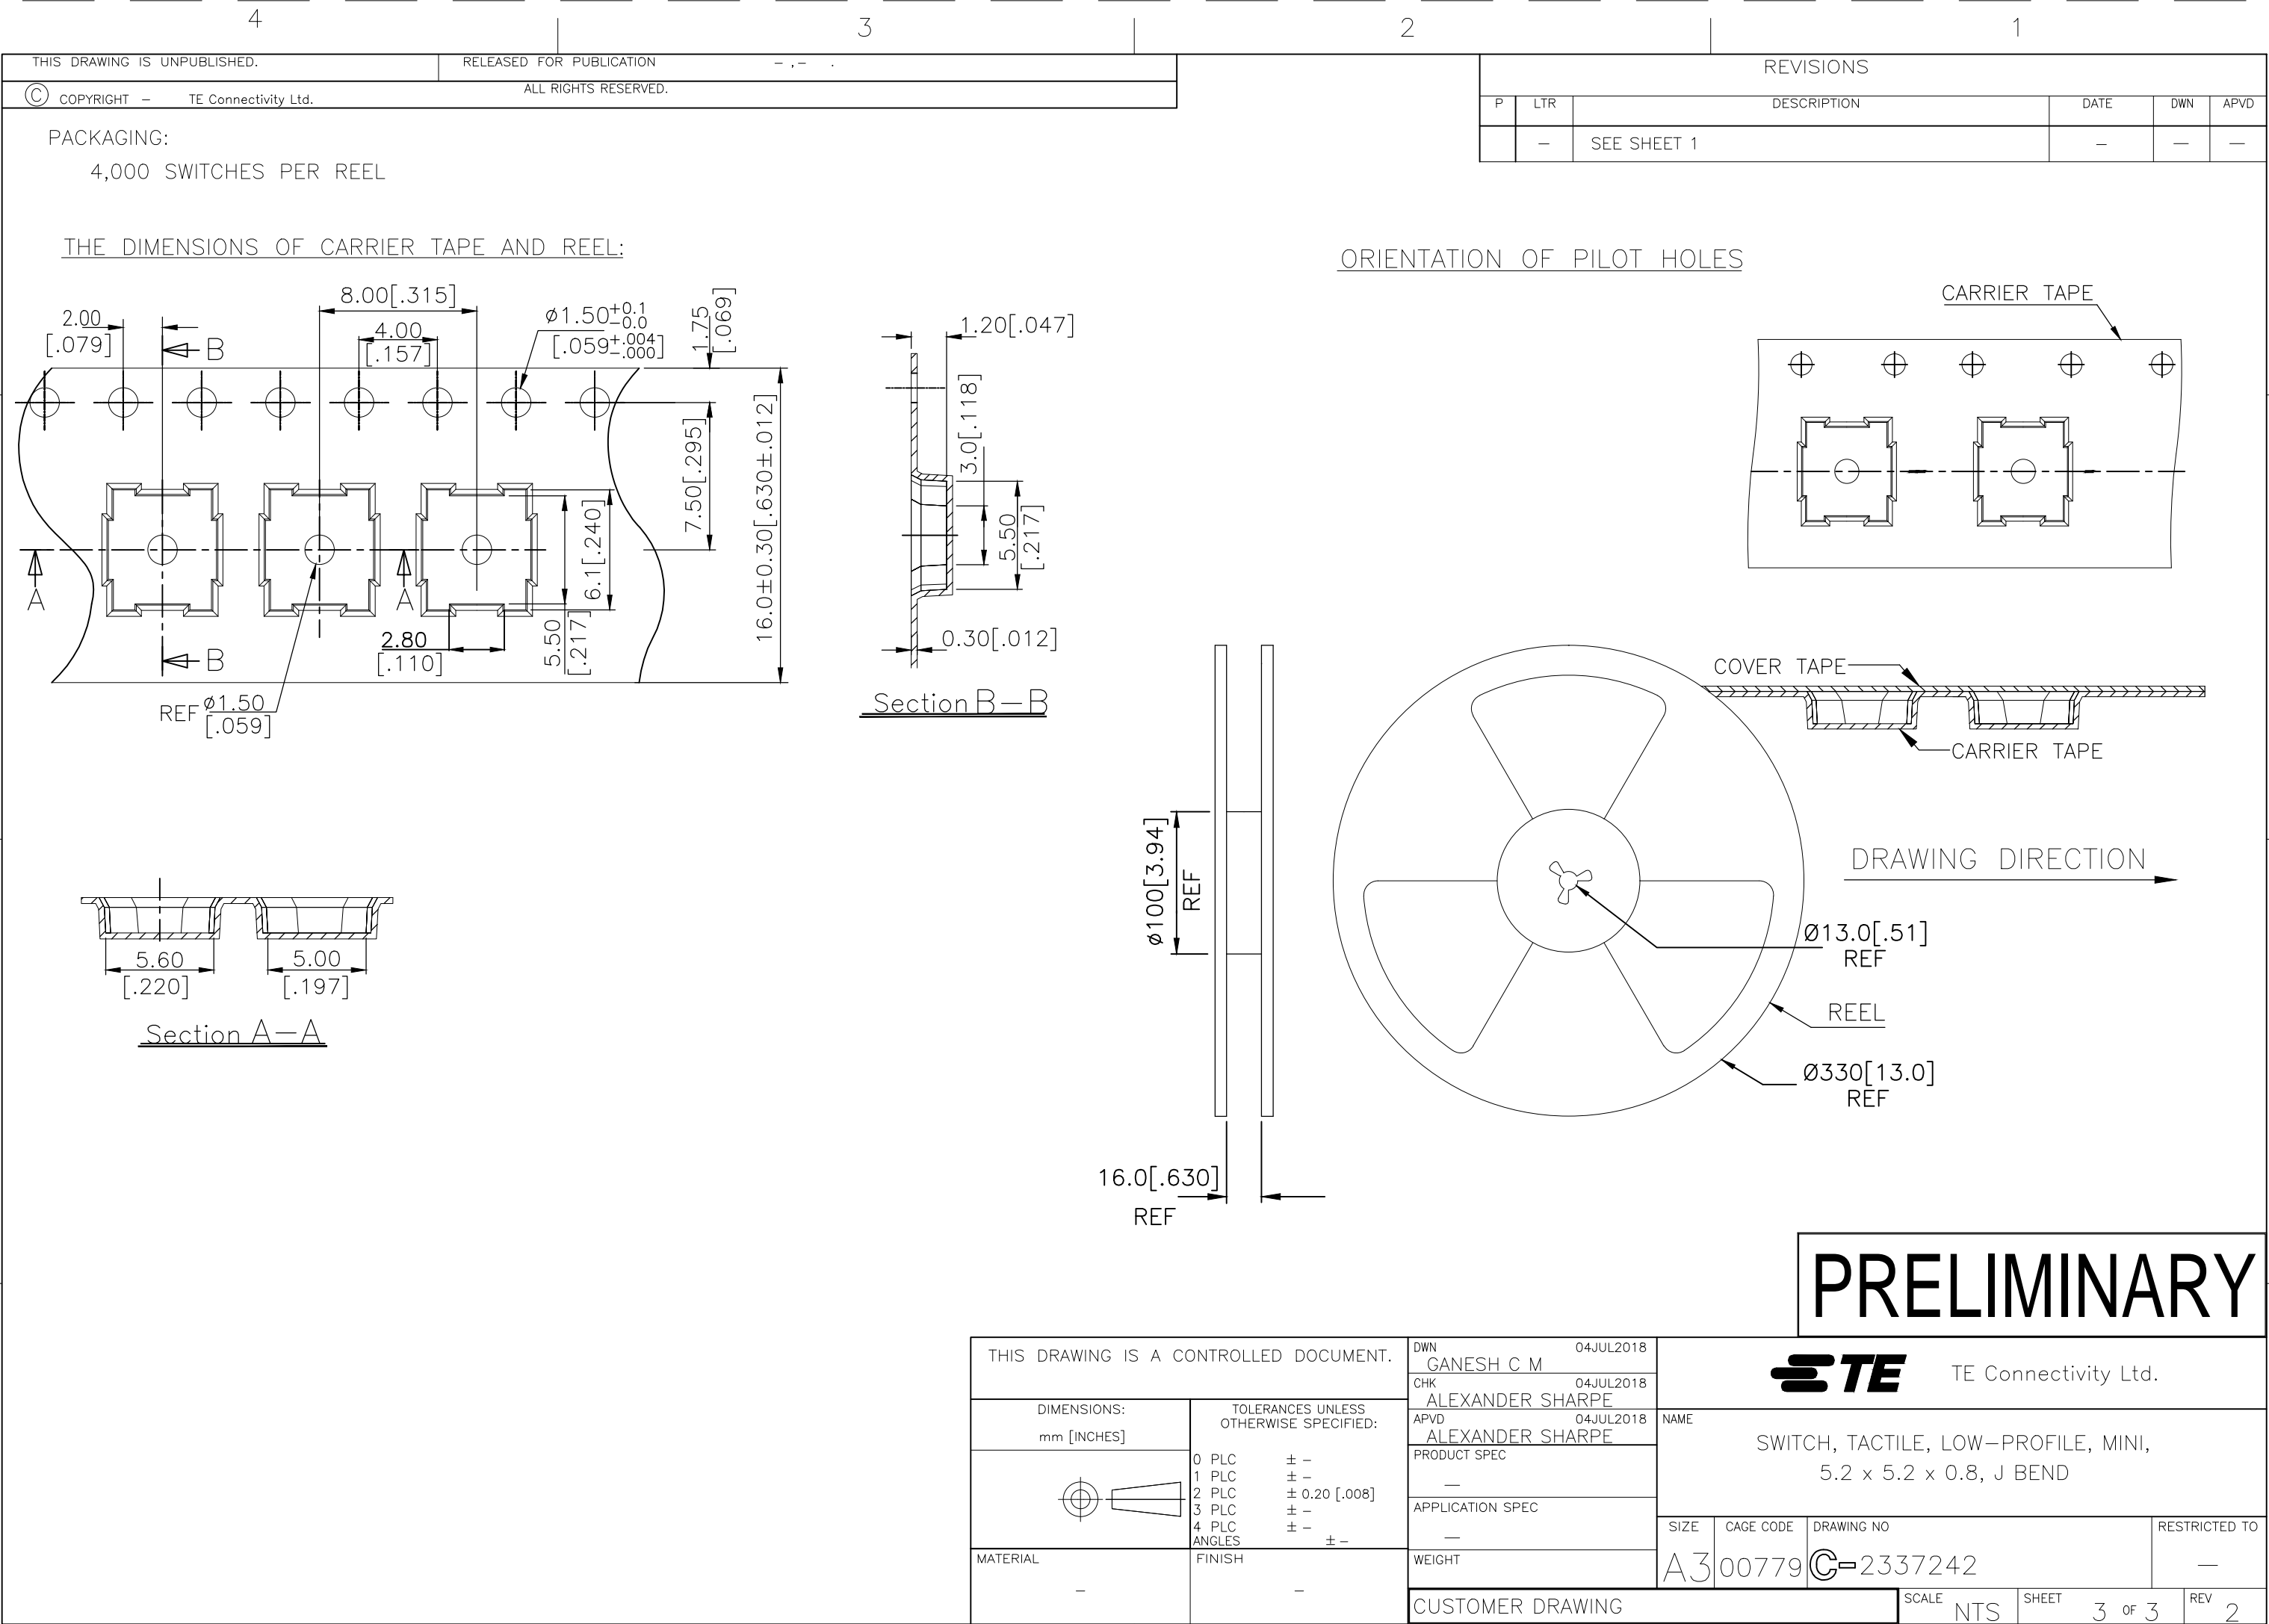 4 3 2 1
THIS DRAWING IS UNPUBLISHED.
RELEASED FOR PUBLICATION - ,- .
© COPYRIGHT - TE Connectivity Ltd.
ALL RIGHTS RESERVED.
REVISIONS
P LTR DESCRIPTION DATE DWN APVD
- SEE SHEET 1 - - -
PACKAGING:
4,000 SWITCHES PER REEL
THE DIMENSIONS OF CARRIER TAPE AND REEL:
2.00
[.079]
B
8.00[.315]
4.00
[.157]
ø1.50+0.1 -0.0
[.059+.004 -.000]
1.75
[.069]
7.50[.295]
16.0±0.30[.630±.012]
6.1[.240]
5.50
[.217]
2.80
[.110]
A
A
B
REF ø1.50
[.059]
1.20[.047]
3.0[.118]
5.50
[.217]
0.30[.012]
Section B-B
5.60
[.220]
5.00
[.197]
Section A-A
ORIENTATION OF PILOT HOLES
CARRIER TAPE
COVER TAPE
CARRIER TAPE
DRAWING DIRECTION
ø100[3.94]
REF
Ø13.0[.51]
REF
REEL
Ø330[13.0]
REF
16.0[.630]
REF
PRELIMINARY
THIS DRAWING IS A CONTROLLED DOCUMENT.
DIMENSIONS:
mm [INCHES]
TOLERANCES UNLESS
OTHERWISE SPECIFIED:
0 PLC ± -
1 PLC ± -
2 PLC ± 0.20 [.008]
3 PLC ± -
4 PLC ± -
ANGLES ± -
MATERIAL
-
FINISH
-
DWN 04JUL2018
GANESH C M
CHK 04JUL2018
ALEXANDER SHARPE
APVD 04JUL2018
ALEXANDER SHARPE
PRODUCT SPEC
-
APPLICATION SPEC
-
WEIGHT
CUSTOMER DRAWING
TE TE Connectivity Ltd.
NAME
SWITCH, TACTILE, LOW-PROFILE, MINI,
5.2 x 5.2 x 0.8, J BEND
SIZE CAGE CODE DRAWING NO RESTRICTED TO
A3 00779 C-2337242 -
SCALE NTS SHEET 3 OF 3 REV 2